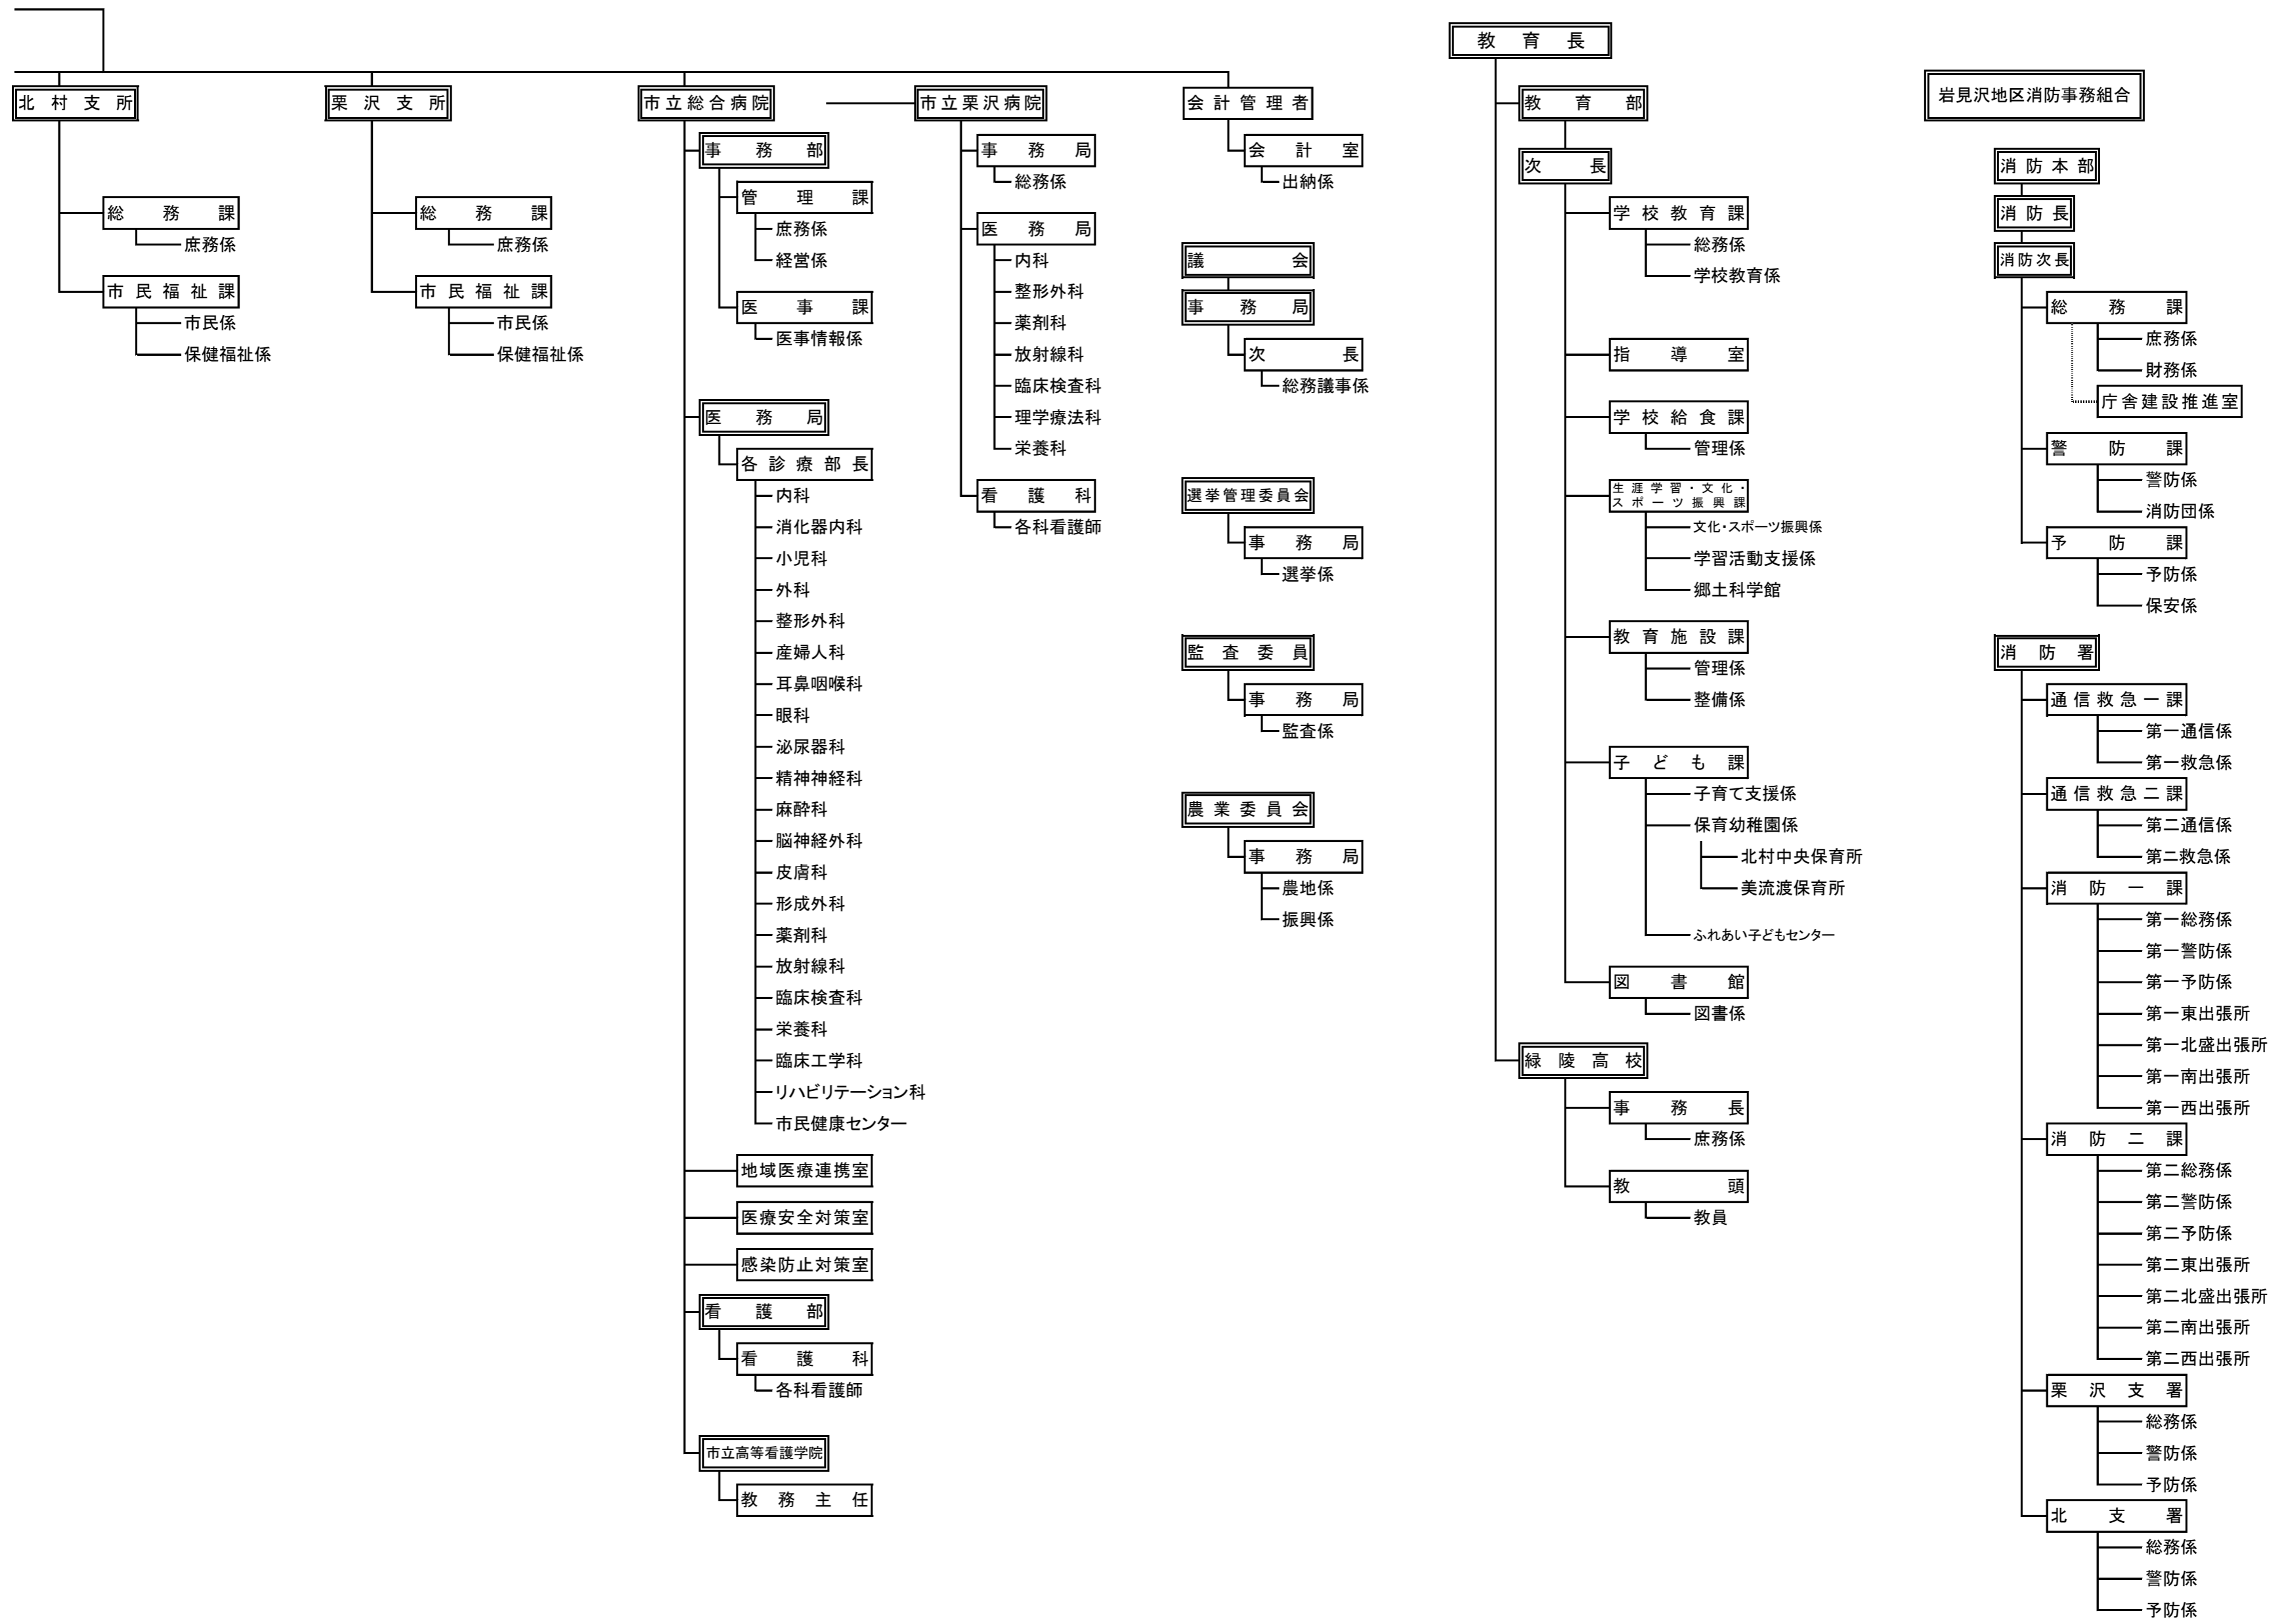 北村支所
総務課
庶務係
市民福祉課
市民係
保健福祉係
栗沢支所
総務課
庶務係
市民福祉課
市民係
保健福祉係
市立総合病院
事務部
管理課
庶務係
経営係
医事課
医事情報係
医務局
各診療部長
内科
消化器内科
小児科
外科
整形外科
産婦人科
耳鼻咽喉科
眼科
泌尿器科
精神神経科
麻酔科
脳神経外科
皮膚科
形成外科
薬剤科
放射線科
臨床検査科
栄養科
臨床工学科
リハビリテーション科
市民健康センター
地域医療連携室
医療安全対策室
感染防止対策室
看護部
看護科
各科看護師
市立高等看護学院
教務主任
市立栗沢病院
事務局
総務係
医務局
内科
整形外科
薬剤科
放射線科
臨床検査科
理学療法科
栄養科
看護科
各科看護師
会計管理者
会計室
出納係
議会
事務局
次長
総務議事係
選挙管理委員会
事務局
選挙係
監査委員
事務局
監査係
農業委員会
事務局
農地係
振興係
教育長
教育部
次長
学校教育課
総務係
学校教育係
指導室
学校給食課
管理係
生涯学習・文化・
スポーツ振興課
文化・スポーツ振興係
学習活動支援係
郷土科学館
教育施設課
管理係
整備係
子ども課
子育て支援係
保育幼稚園係
北村中央保育所
美流渡保育所
ふれあい子どもセンター
図書館
図書係
緑陵高校
事務長
庶務係
教頭
教員
岩見沢地区消防事務組合
消防本部
消防長
消防次長
総務課
庶務係
財務係
庁舎建設推進室
警防課
警防係
消防団係
予防課
予防係
保安係
消防署
通信救急一課
第一通信係
第一救急係
通信救急二課
第二通信係
第二救急係
消防一課
第一総務係
第一警防係
第一予防係
第一東出張所
第一北盛出張所
第一南出張所
第一西出張所
消防二課
第二総務係
第二警防係
第二予防係
第二東出張所
第二北盛出張所
第二南出張所
第二西出張所
栗沢支署
総務係
警防係
予防係
北支署
総務係
警防係
予防係